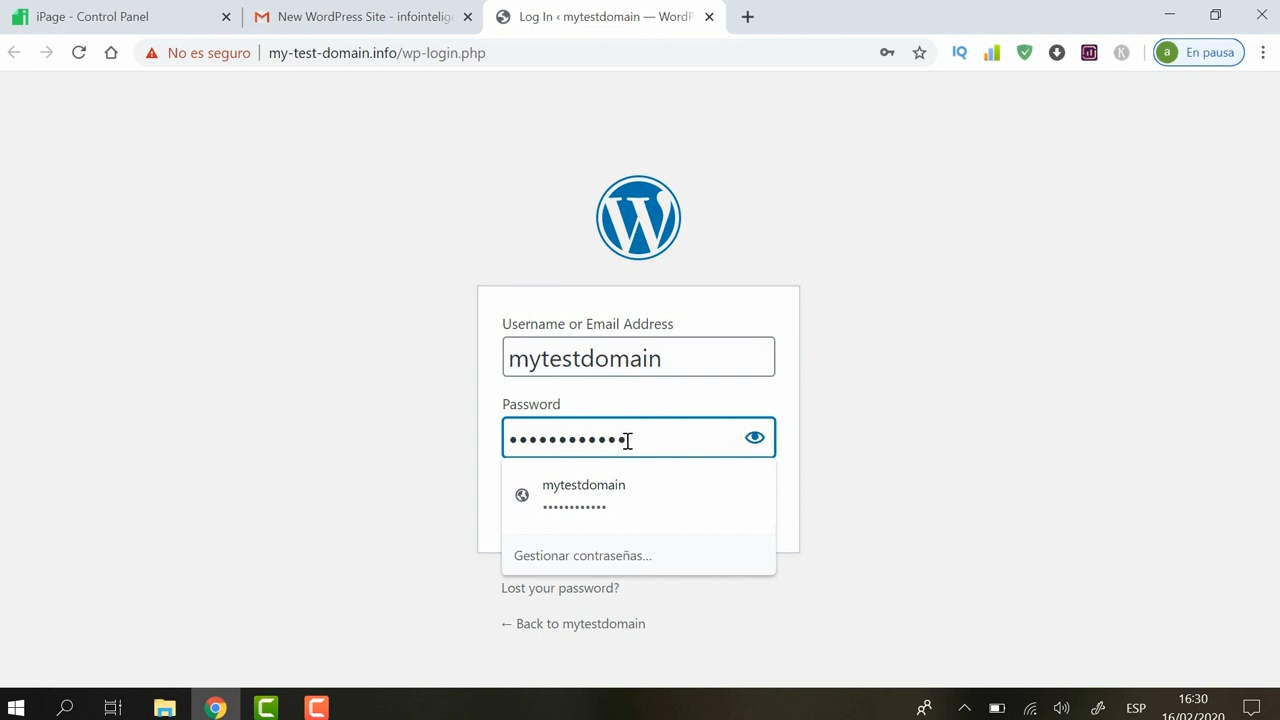 iPage - Control Panel
New WordPress Site - infointelig
Log In ‹ mytestdomain — WordP
No es seguro
my-test-domain.info/wp-login.php
IQ
K
a
En pausa
Username or Email Address
mytestdomain
Password
mytestdomain
Gestionar contraseñas...
Lost your password?
← Back to mytestdomain
ESP
16:30
16/02/2020